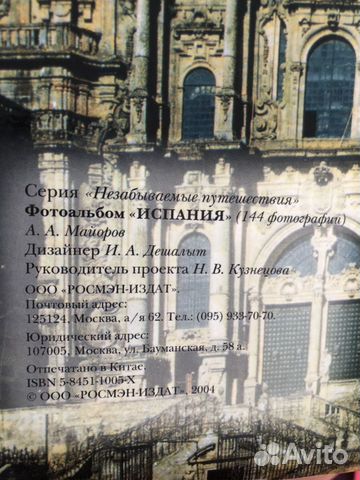 Серия «Незабываемые путешествия»
Фотоальбом «ИСПАНИЯ» (144 фотографии)
А. А. Майоров
Дизайнер И. А. Дешалыт
Руководитель проекта Н. В. Кузнецова
ООО «РОСМЭН-ИЗДАТ».
Почтовый адрес:
125124, Москва, а/я 62. Тел.: (095) 933-70-70.
Юридический адрес:
107005, Москва, ул. Бауманская, д. 58 а.
Отпечатано в Китае.
ISBN 5-8451-1005-X
© ООО «РОСМЭН-ИЗДАТ», 2004
Avito